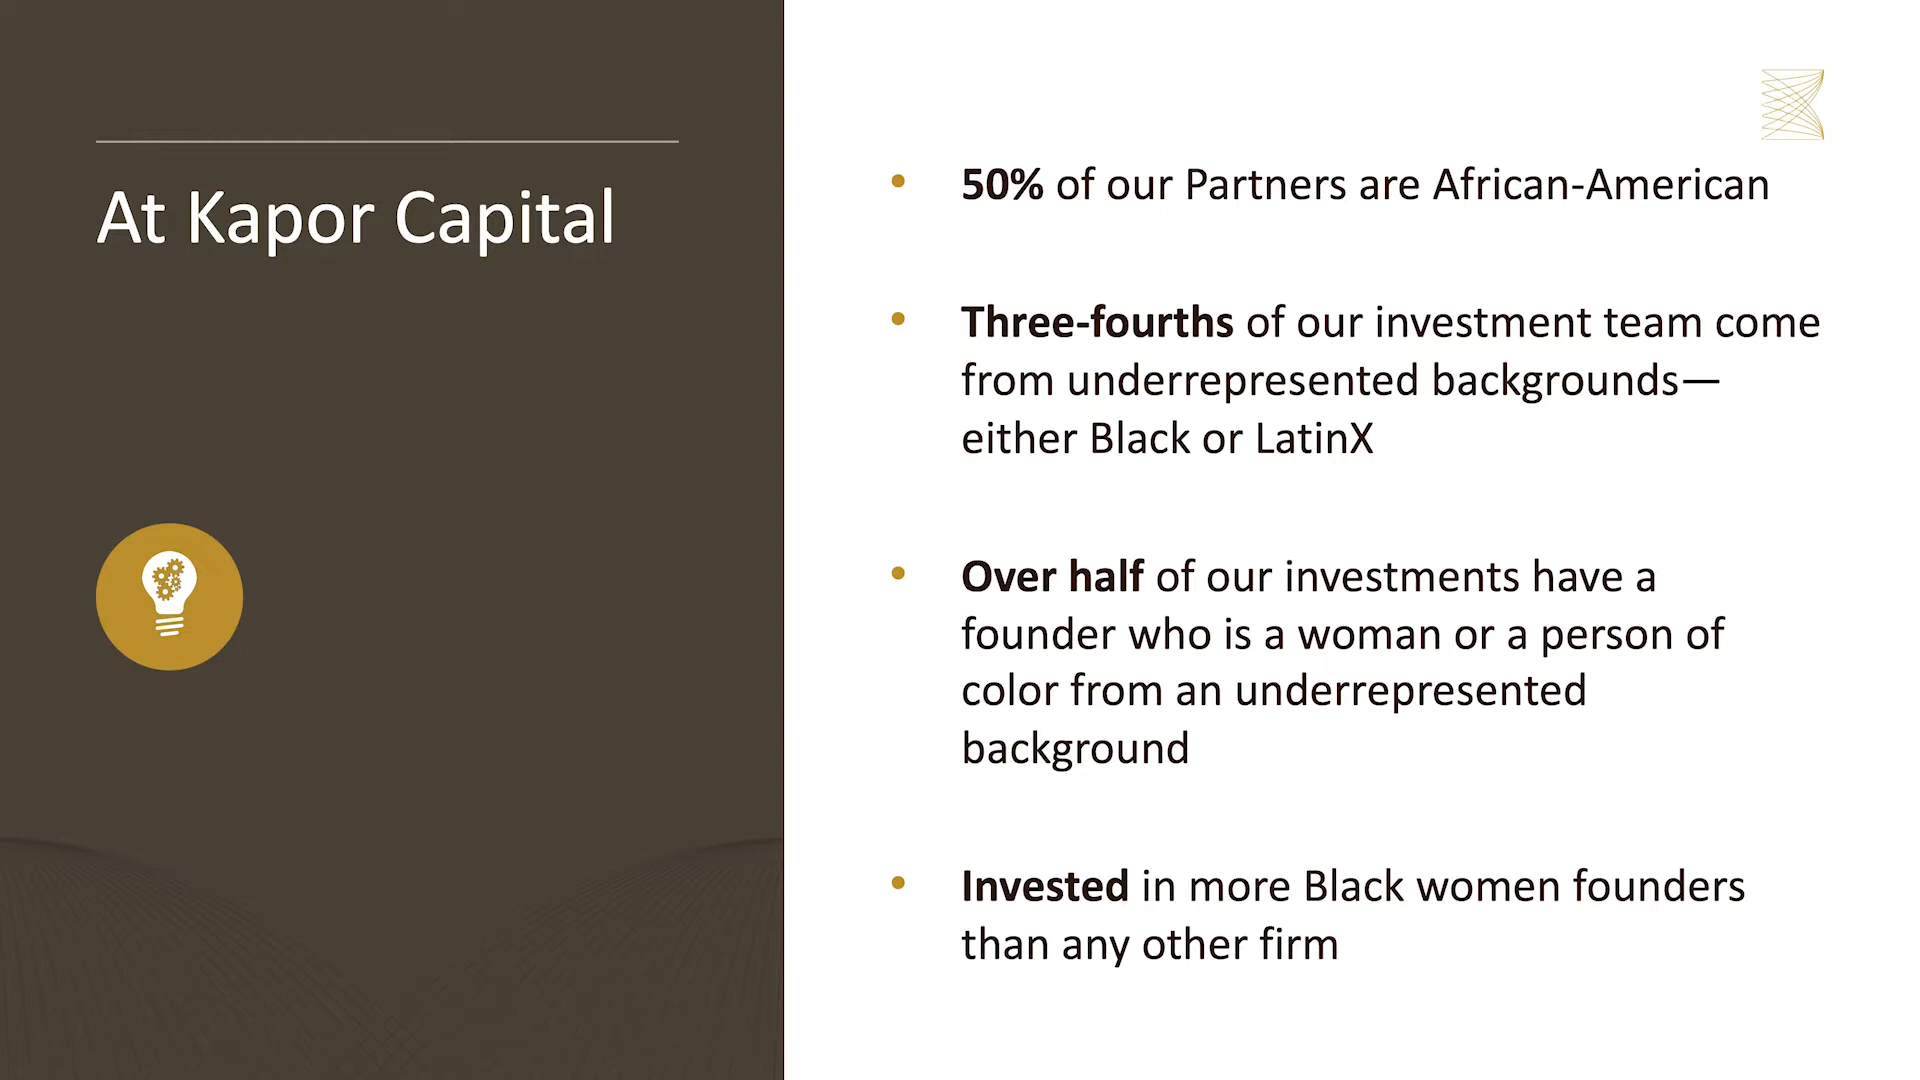 At Kapor Capital
• 50% of our Partners are African-American
• Three-fourths of our investment team come
from underrepresented backgrounds—
either Black or LatinX
• Over half of our investments have a
founder who is a woman or a person of
color from an underrepresented
background
• Invested in more Black women founders
than any other firm